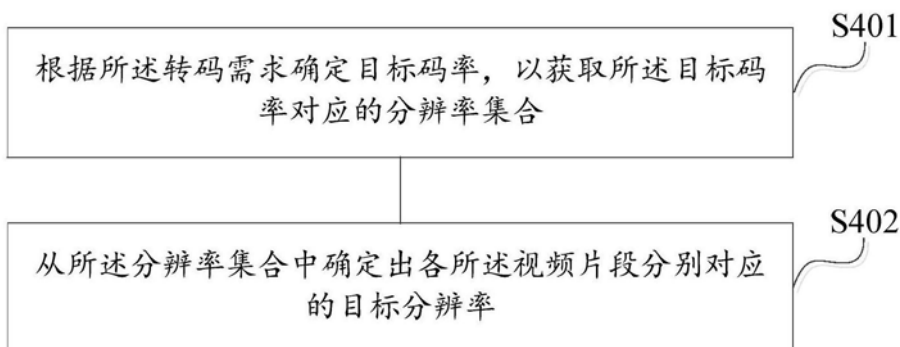 S401
根据所述转码需求确定目标码率，以获取所述目标码
率对应的分辨率集合
S402
从所述分辨率集合中确定出各所述视频片段分别对应
的目标分辨率